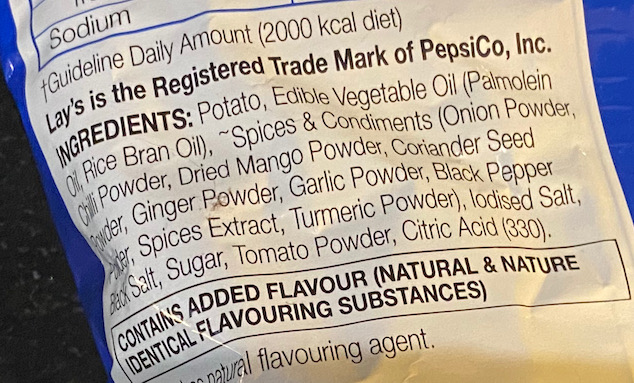 Sodium
†Guideline Daily Amount (2000 kcal diet)
Lay's is the Registered Trade Mark of PepsiCo, Inc.
INGREDIENTS: Potato, Edible Vegetable Oil (Palmolein
Oil, Rice Bran Oil), ~Spices & Condiments (Onion Powder,
Chilli Powder, Dried Mango Powder, Coriander Seed
Powder, Ginger Powder, Garlic Powder, Black Pepper
Powder, Spices Extract, Turmeric Powder), Iodised Salt,
Black Salt, Sugar, Tomato Powder, Citric Acid (330).
CONTAINS ADDED FLAVOUR (NATURAL & NATURE
IDENTICAL FLAVOURING SUBSTANCES)
natural flavouring agent.